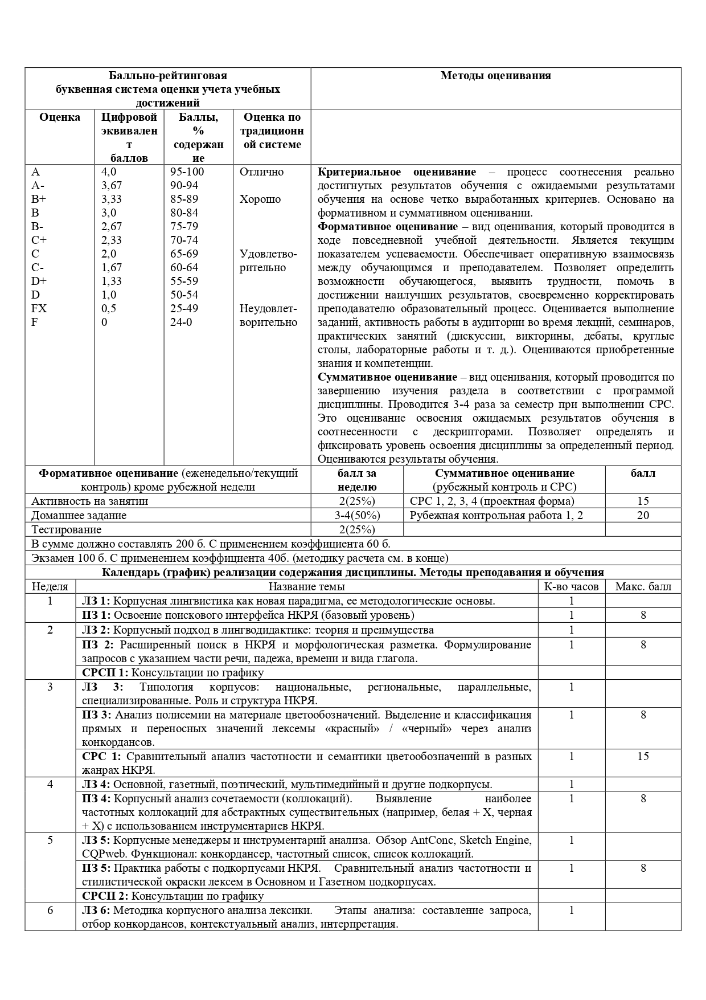 Балльно-рейтинговая
буквенная система оценки учета учебных
достижений
Методы оценивания
Оценка
Цифровой
эквивален
т
баллов
Баллы,
%
содержан
ие
Оценка по
традиционн
ой системе
A 4,0 95-100 Отлично
A- 3,67 90-94
B+ 3,33 85-89 Хорошо
B 3,0 80-84
B- 2,67 75-79
C+ 2,33 70-74
C 2,0 65-69 Удовлетво-
C- 1,67 60-64 рительно
D+ 1,33 55-59
D 1,0 50-54
FX 0,5 25-49 Неудовлет-
F 0 24-0 ворительно
Критериальное оценивание – процесс соотнесения реально
достигнутых результатов обучения с ожидаемыми результатами
обучения на основе четко выработанных критериев. Основано на
формативном и суммативном оценивании.
Формативное оценивание – вид оценивания, который проводится в
ходе повседневной учебной деятельности. Является текущим
показателем успеваемости. Обеспечивает оперативную взаимосвязь
между обучающимся и преподавателем. Позволяет определить
возможности обучающегося, выявить трудности, помочь в
достижении наилучших результатов, своевременно корректировать
преподавателю образовательный процесс. Оценивается выполнение
заданий, активность работы в аудитории во время лекций, семинаров,
практических занятий (дискуссии, викторины, дебаты, круглые
столы, лабораторные работы и т. д.). Оцениваются приобретенные
знания и компетенции.
Суммативное оценивание – вид оценивания, который проводится по
завершению изучения раздела в соответствии с программой
дисциплины. Проводится 3-4 раза за семестр при выполнении СРС.
Это оценивание освоения ожидаемых результатов обучения в
соотнесенности с дескрипторами. Позволяет определять и
фиксировать уровень освоения дисциплины за определенный период.
Оцениваются результаты обучения.
Формативное оценивание (еженедельно/текущий
контроль) кроме рубежной недели
балл за
неделю
Суммативное оценивание
(рубежный контроль и СРС)
балл
Активность на занятии 2(25%) СРС 1, 2, 3, 4 (проектная форма) 15
Домашнее задание 3-4(50%) Рубежная контрольная работа 1, 2 20
Тестирование 2(25%)
В сумме должно составлять 200 б. С применением коэффициента 60 б.
Экзамен 100 б. С применением коэффициента 40б. (методику расчета см. в конце)
Календарь (график) реализации содержания дисциплины. Методы преподавания и обучения
Неделя Название темы К-во часов Макс. балл
1 ЛЗ 1: Корпусная лингвистика как новая парадигма, ее методологические основы. 1
ПЗ 1: Освоение поискового интерфейса НКРЯ (базовый уровень) 1 8
2 ЛЗ 2: Корпусный подход в лингводидактике: теория и преимущества 1
ПЗ 2: Расширенный поиск в НКРЯ и морфологическая разметка. Формулирование 1 8
запросов с указанием части речи, падежа, времени и вида глагола.
СРСП 1: Консультации по графику
3 ЛЗ 3: Типология корпусов: национальные, региональные, параллельные, 1
специализированные. Роль и структура НКРЯ.
ПЗ 3: Анализ полисемии на материале цветообозначений. Выделение и классификация 1 8
прямых и переносных значений лексемы «красный» / «черный» через анализ
конкордансов.
СРС 1: Сравнительный анализ частотности и семантики цветообозначений в разных 1 15
жанрах НКРЯ.
4 ЛЗ 4: Основной, газетный, поэтический, мультимедийный и другие подкорпусы. 1
ПЗ 4: Корпусный анализ сочетаемости (коллокаций). Выявление наиболее 1 8
частотных коллокаций для абстрактных существительных (например, белая + X, черная
+ X) с использованием инструментариев НКРЯ.
5 ЛЗ 5: Корпусные менеджеры и инструментарий анализа. Обзор AntConc, Sketch Engine, 1
CQPweb. Функционал: конкордансер, частотный список, список коллокаций.
ПЗ 5: Практика работы с подкорпусами НКРЯ. Сравнительный анализ частотности и 1 8
стилистической окраски лексем в Основном и Газетном подкорпусах.
СРСП 2: Консультации по графику
6 ЛЗ 6: Методика корпусного анализа лексики. Этапы анализа: составление запроса, 1
отбор конкордансов, контекстуальный анализ, интерпретация.